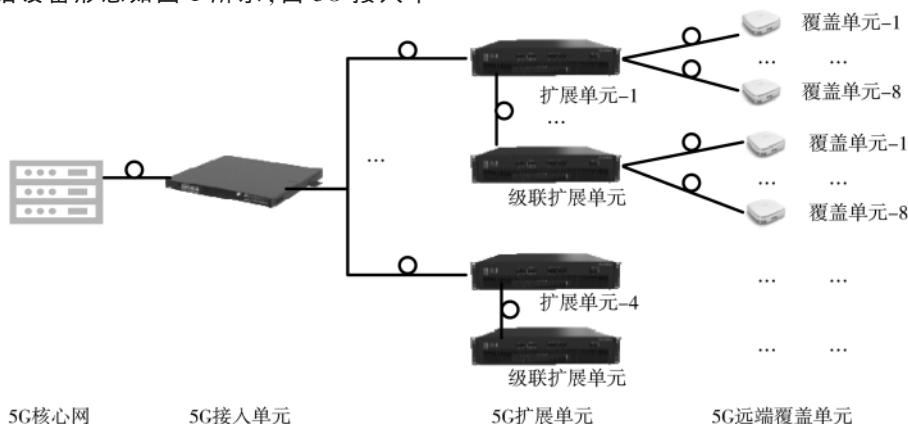 覆盖单元-1
… …
覆盖单元-8
扩展单元-1
…
…
覆盖单元-1
… …
覆盖单元-8
级联扩展单元
扩展单元-4
… …
… …
级联扩展单元
5G核心网 5G接入单元 5G扩展单元 5G远端覆盖单元